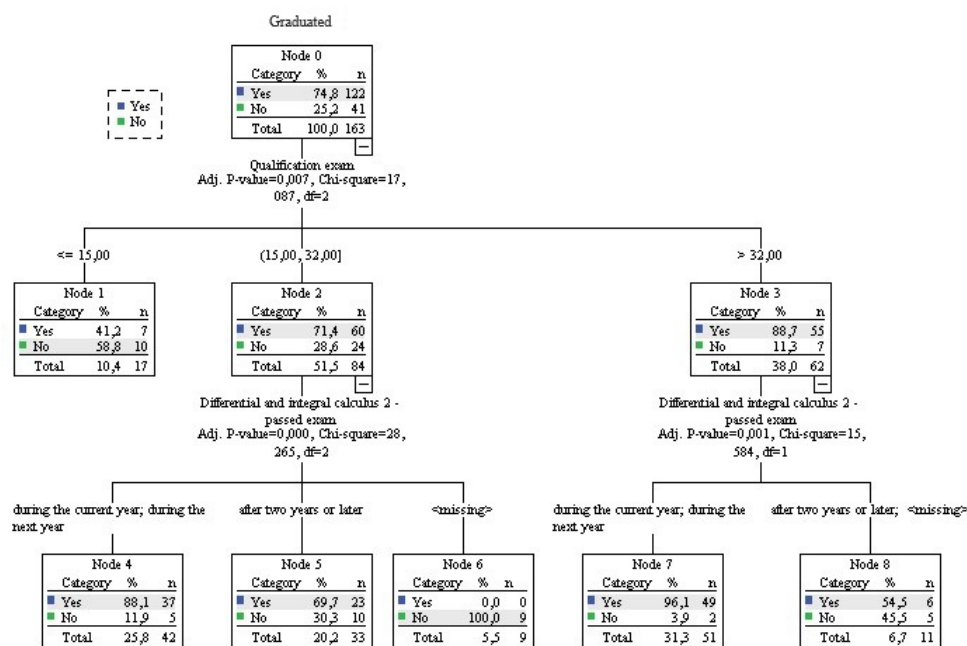 Graduated
Node 0
Category % n
Yes 74,8 122
No 25,2 41
Total 100,0 163
Yes
No
Qualification exam
Adj. P-value=0,007, Chi-square=17,
087, df=2
<= 15,00
(15,00, 32,00]
> 32,00
Node 1
Category % n
Yes 41,2 7
No 58,8 10
Total 10,4 17
Node 2
Category % n
Yes 71,4 60
No 28,6 24
Total 51,5 84
Node 3
Category % n
Yes 88,7 55
No 11,3 7
Total 38,0 62
Differential and integral calculus 2 -
passed exam
Adj. P-value=0,000, Chi-square=28,
265, df=2
Differential and integral calculus 2 -
passed exam
Adj. P-value=0,001, Chi-square=15,
584, df=1
during the current year; during the
next year
after two years or later
<missing>
during the current year; during the
next year
after two years or later; <missing>
Node 4
Category % n
Yes 88,1 37
No 11,9 5
Total 25,8 42
Node 5
Category % n
Yes 69,7 23
No 30,3 10
Total 20,2 33
Node 6
Category % n
Yes 0,0 0
No 100,0 9
Total 5,5 9
Node 7
Category % n
Yes 96,1 49
No 3,9 2
Total 31,3 51
Node 8
Category % n
Yes 54,5 6
No 45,5 5
Total 6,7 11